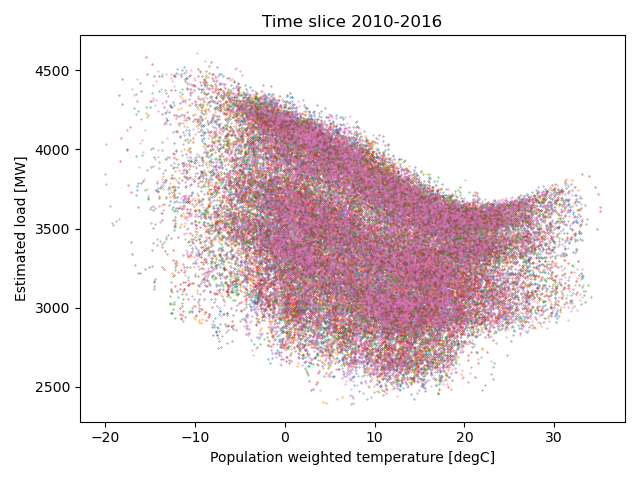 Time slice 2010-2016
Estimated load [MW]
4500
4000
3500
3000
2500
−20 −10 0 10 20 30
Population weighted temperature [degC]